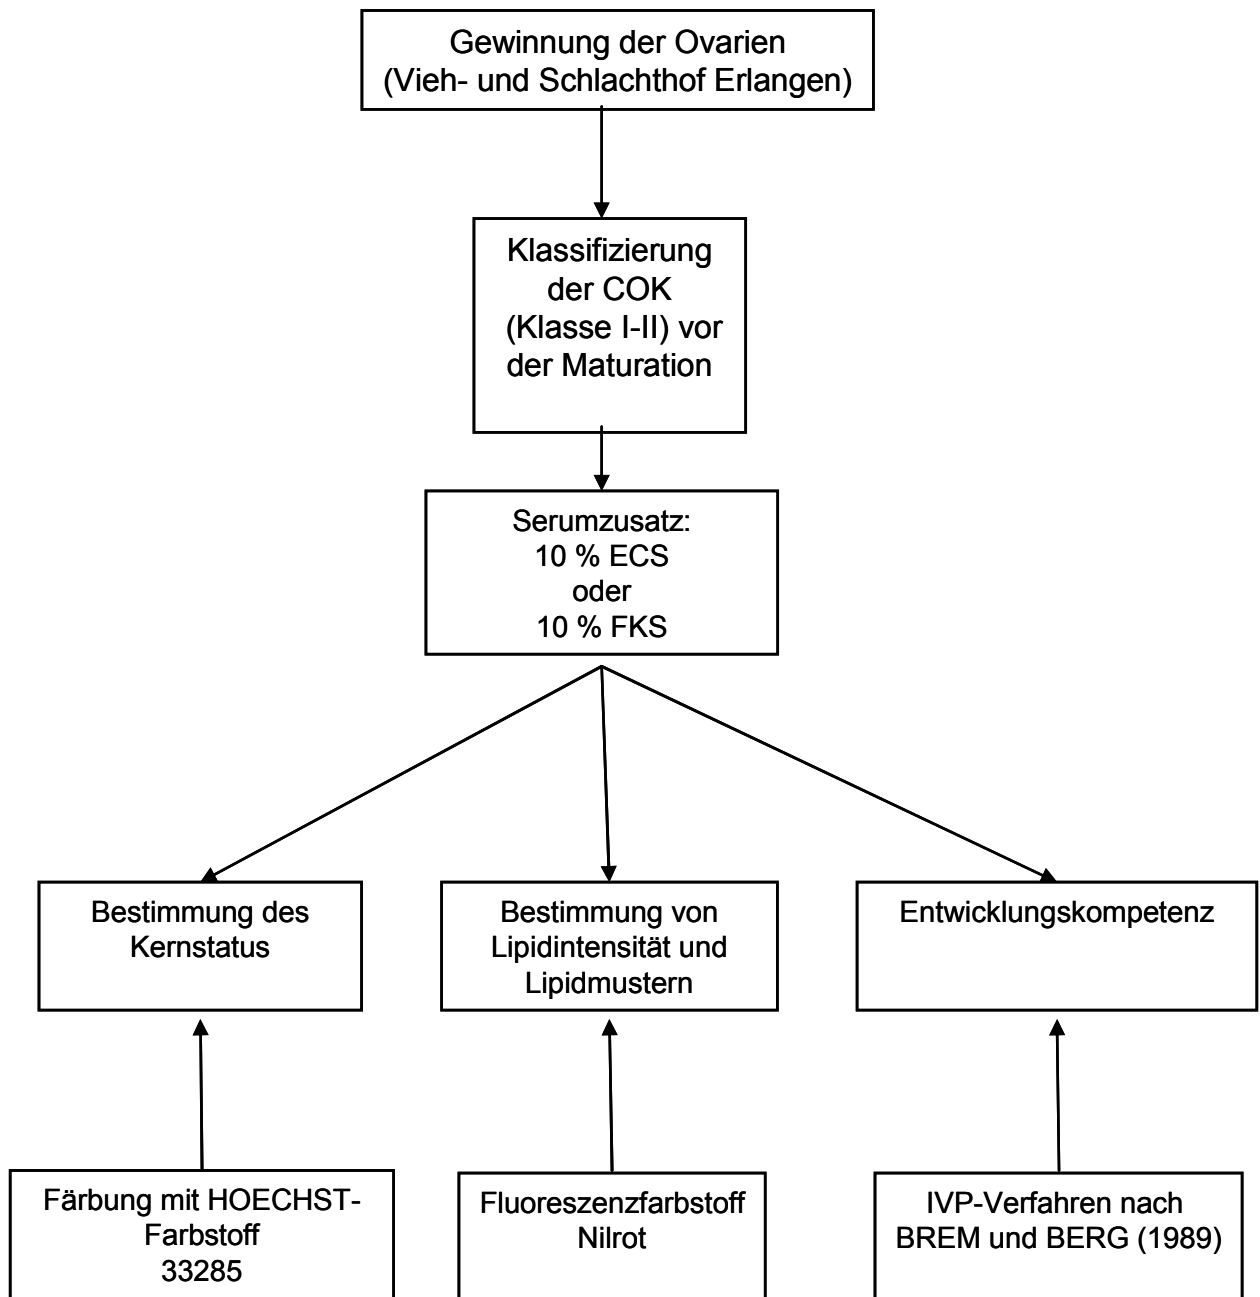 Gewinnung der Ovarien
(Vieh- und Schlachthof Erlangen)
Klassifizierung
der COK
(Klasse I-II) vor
der Maturation
Serumzusatz:
10 % ECS
oder
10 % FKS
Bestimmung des
Kernstatus
Bestimmung von
Lipidintensität und
Lipidmustern
Entwicklungskompetenz
Färbung mit HOECHST-
Farbstoff
33285
Fluoreszenzfarbstoff
Nilrot
IVP-Verfahren nach
BREM und BERG (1989)